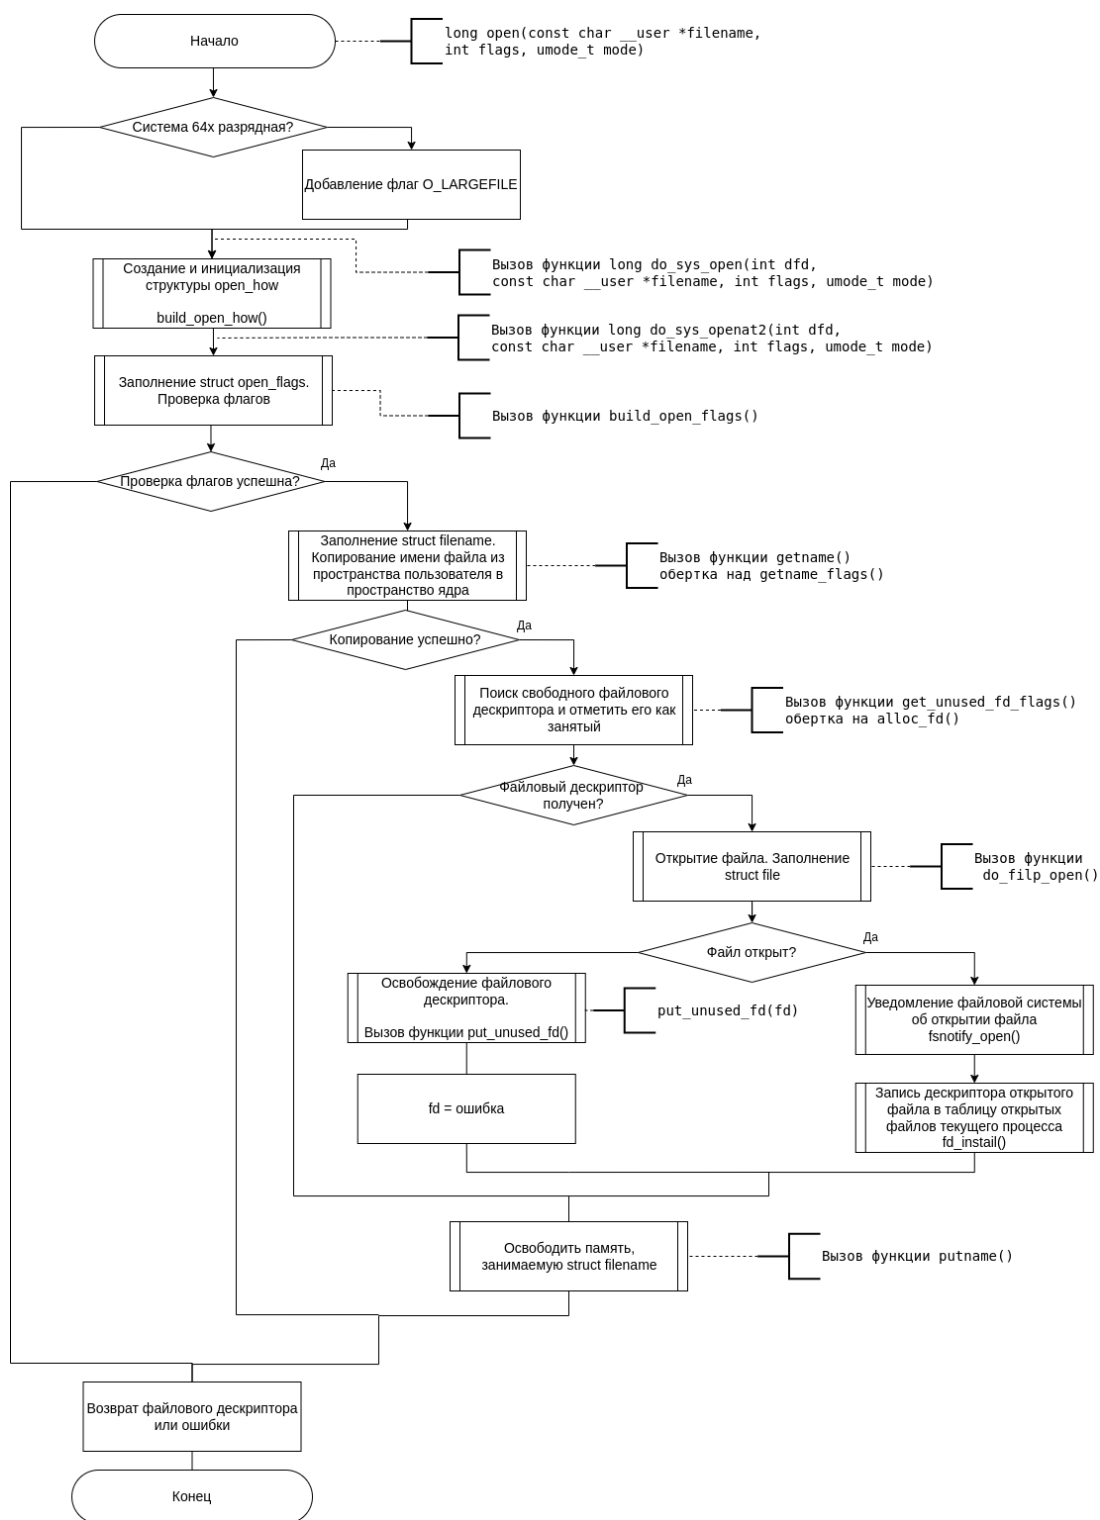 Начало
long open(const char __user *filename,
int flags, umode_t mode)
Система 64х разрядная?
Добавление флаг O_LARGEFILE
Создание и инициализация
структуры open_how
build_open_how()
Вызов функции long do_sys_open(int dfd,
const char __user *filename, int flags, umode_t mode)
Вызов функции long do_sys_openat2(int dfd,
const char __user *filename, int flags, umode_t mode)
Заполнение struct open_flags.
Проверка флагов
Вызов функции build_open_flags()
Проверка флагов успешна?
Да
Заполнение struct filename.
Копирование имени файла из
пространства пользователя в
пространство ядра
Вызов функции getname()
обертка над getname_flags()
Копирование успешно?
Да
Поиск свободного файлового
дескриптора и отметить его как
занятый
Вызов функции get_unused_fd_flags()
обертка на alloc_fd()
Файловый дескриптор
получен?
Да
Открытие файла. Заполнение
struct file
Вызов функции
do_filp_open()
Файл открыт?
Да
Освобождение файлового
дескриптора.
Вызов функции put_unused_fd()
put_unused_fd(fd)
Уведомление файловой системы
об открытии файла
fsnotify_open()
fd = ошибка
Запись дескриптора открытого
файла в таблицу открытых
файлов текущего процесса
fd_instail()
Освободить память,
занимаемую struct filename
Вызов функции putname()
Возврат файлового дескриптора
или ошибки
Конец